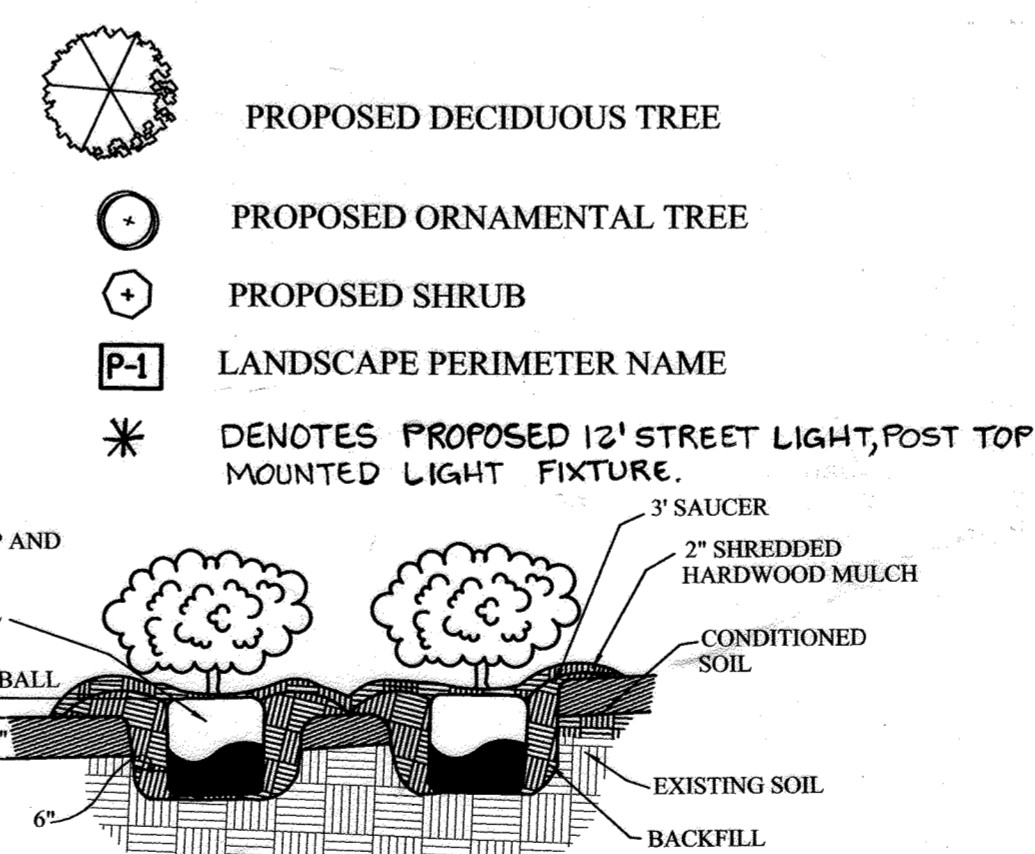 PROPOSED DECIDUOUS TREE
PROPOSED ORNAMENTAL TREE
PROPOSED SHRUB
P-1
LANDSCAPE PERIMETER NAME
DENOTES PROPOSED 12' STREET LIGHT, POST TOP
MOUNTED LIGHT FIXTURE.
3' SAUCER
AND
2" SHREDDED
HARDWOOD MULCH
CONDITIONED
SOIL
BALL
EXISTING SOIL
6"
BACKFILL